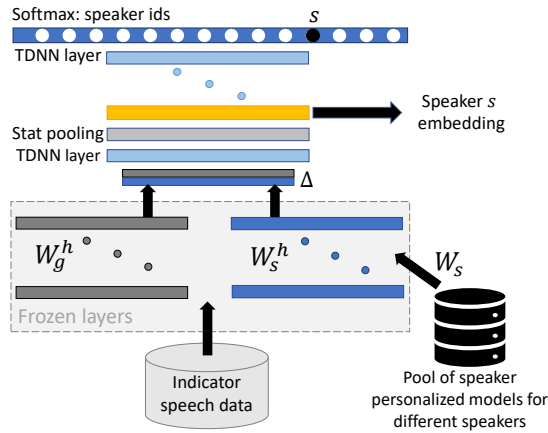 Softmax: speaker ids
s
TDNN layer
Speaker s
embedding
Stat pooling
TDNN layer
Δ
W_g^h
W_s^h
W_s
Frozen layers
Indicator
speech data
Pool of speaker
personalized models for
different speakers